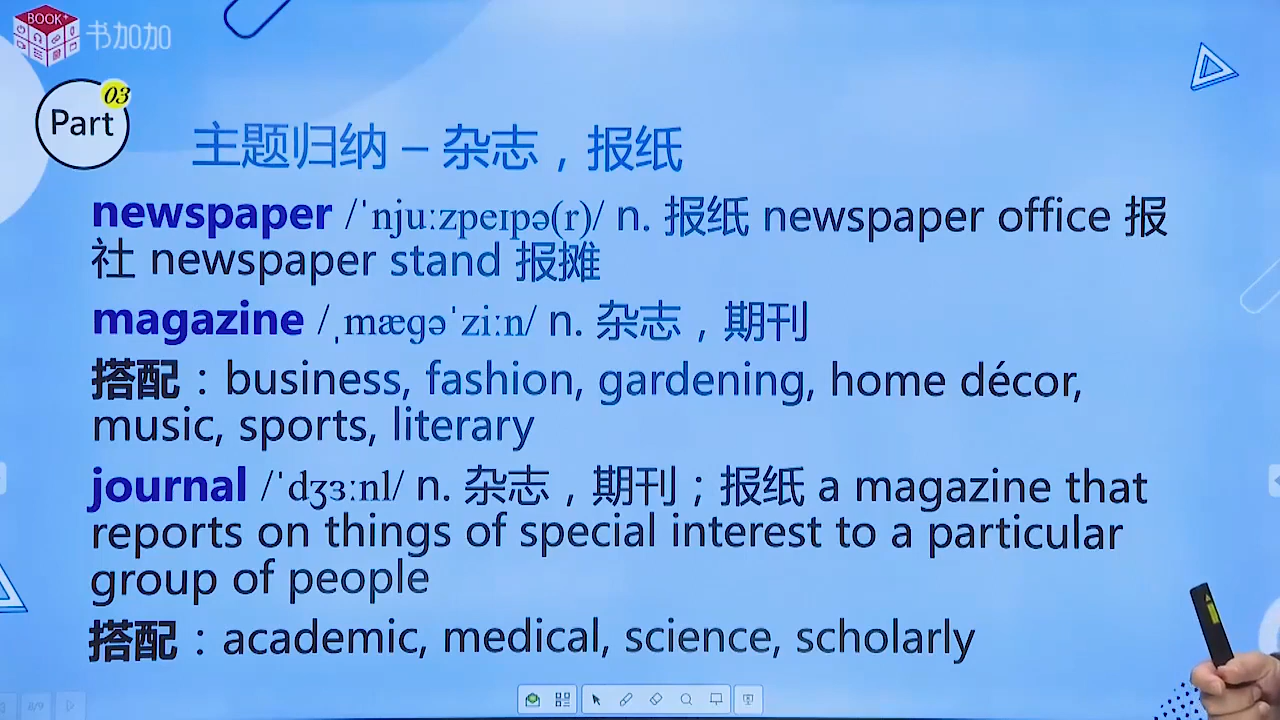 BOOK+
书加加
Part
03
主题归纳 – 杂志，报纸
newspaper /ˈnjuːzpeɪpə(r)/ n. 报纸 newspaper office 报
社 newspaper stand 报摊
magazine /ˌmæɡəˈziːn/ n. 杂志，期刊
搭配：business, fashion, gardening, home décor,
music, sports, literary
journal /ˈdʒɜːnl/ n. 杂志，期刊；报纸 a magazine that
reports on things of special interest to a particular
group of people
搭配：academic, medical, science, scholarly
8/9